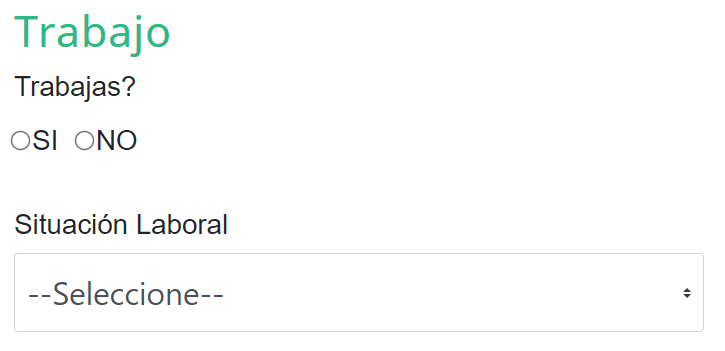 Trabajo
Trabajas?
SI NO
Situación Laboral
--Seleccione--